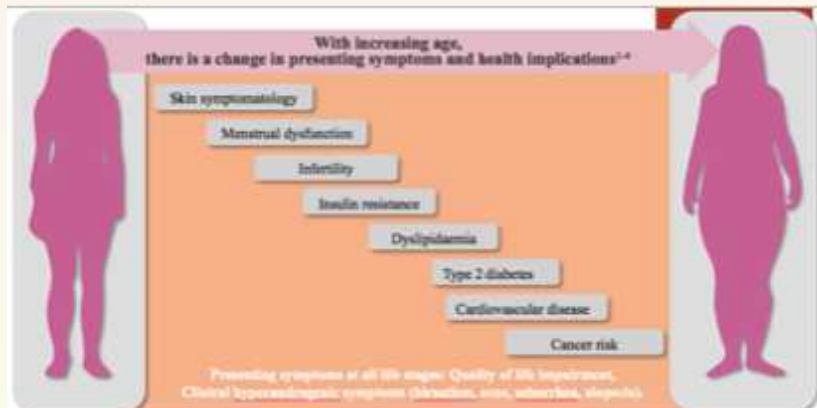 With increasing age,
there is a change in presenting symptoms and health implications
Skin symptomatology
Menstrual dysfunction
Infertility
Insulin resistance
Dyslipidaemia
Type 2 diabetes
Cardiovascular disease
Cancer risk
Presenting symptoms at all life stages: Quality of life impairment,
Clinical hyperandrogenic symptoms (hirsutism, acne, seborrhea, alopecia).